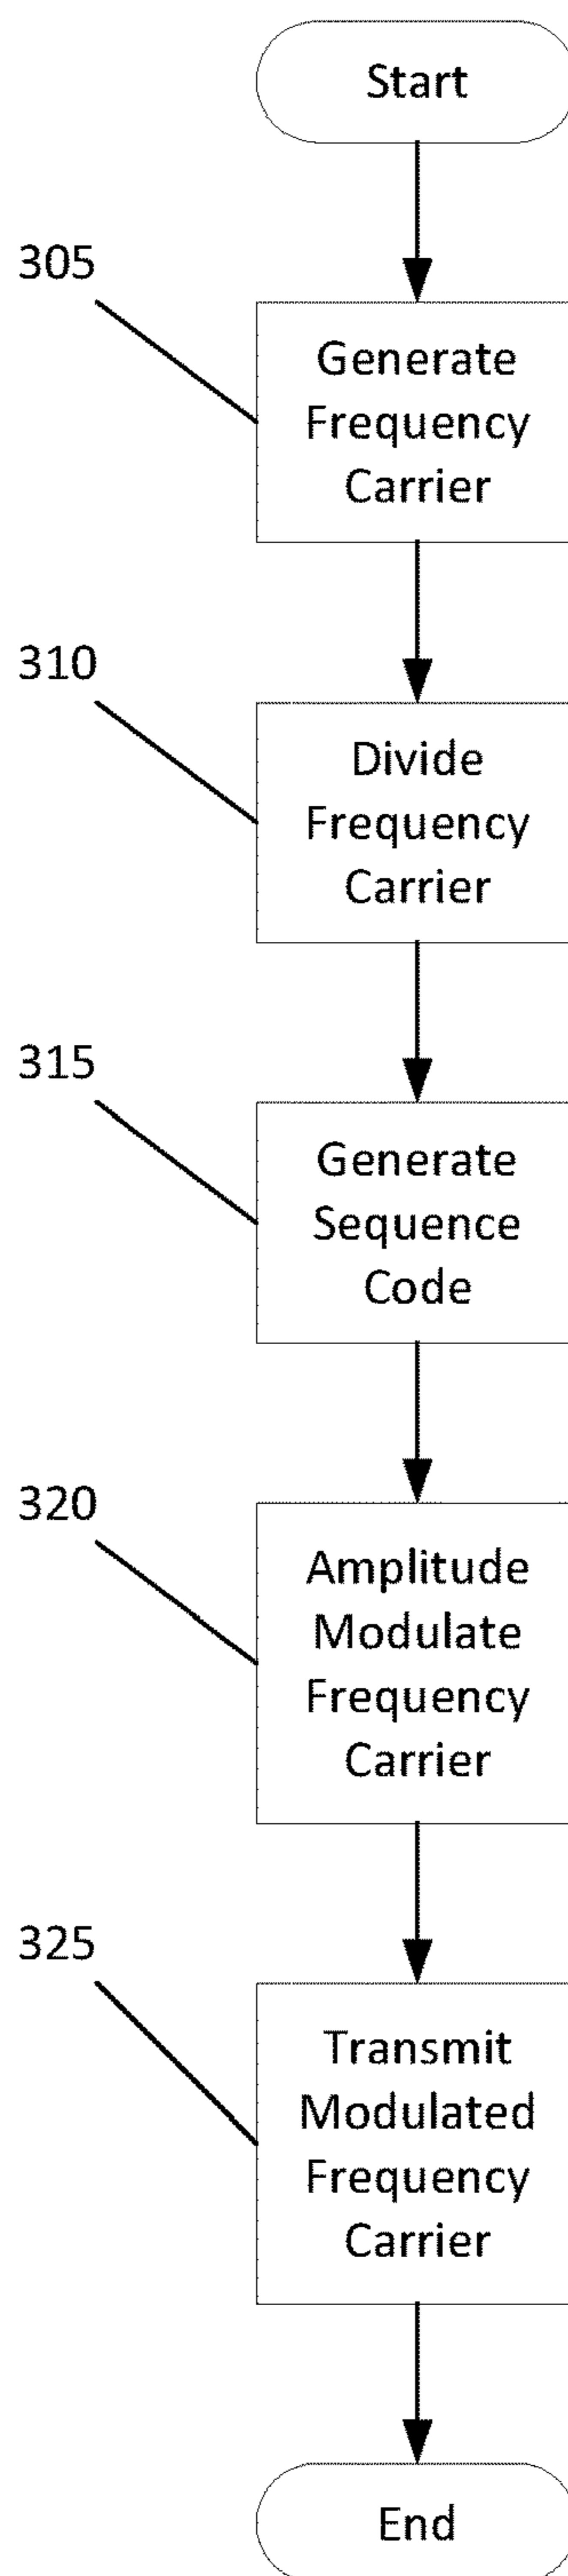 Start
305
Generate
Frequency
Carrier
310
Divide
Frequency
Carrier
315
Generate
Sequence
Code
320
Amplitude
Modulate
Frequency
Carrier
325
Transmit
Modulated
Frequency
Carrier
End